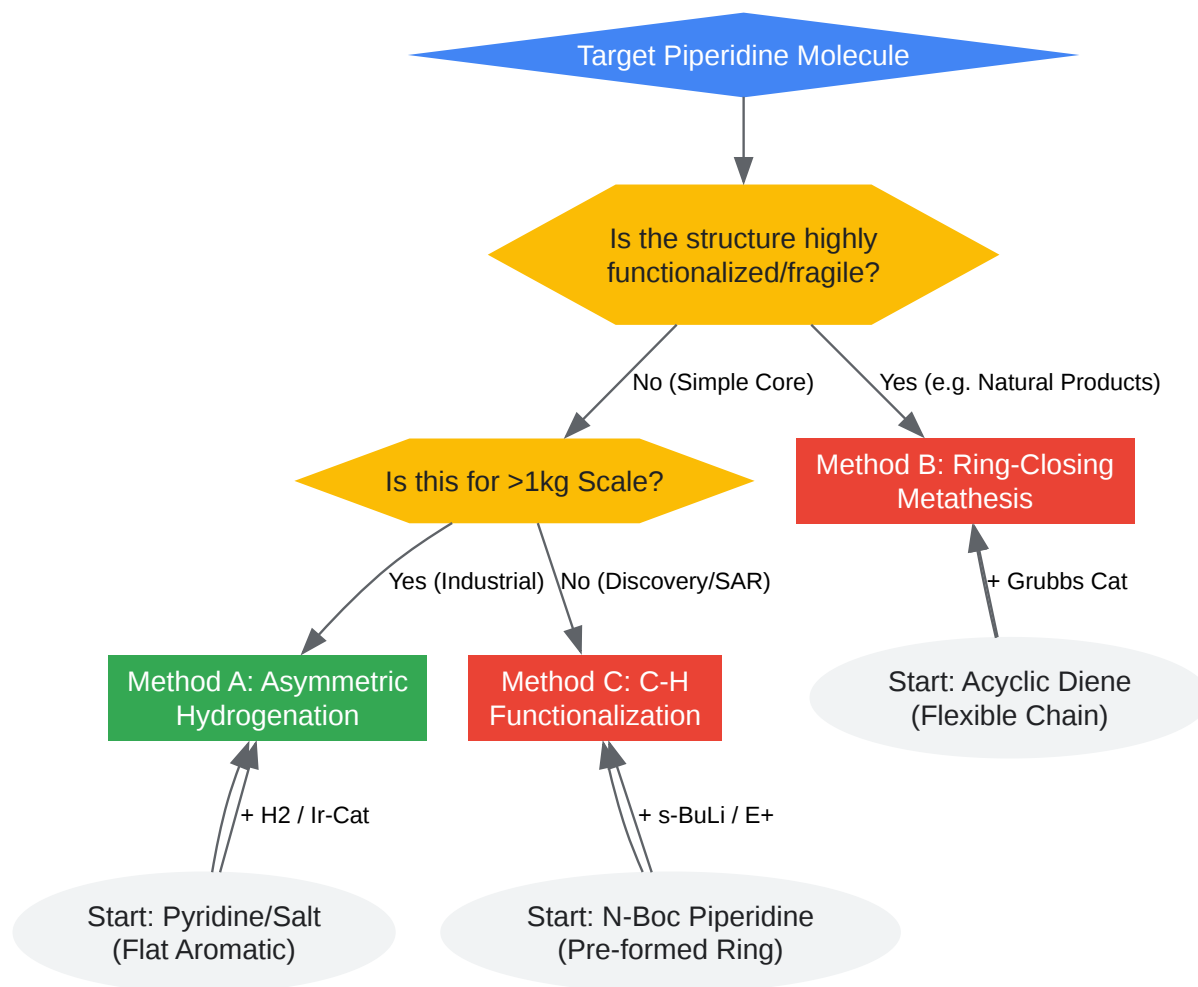 Target Piperidine Molecule
Is the structure highly
functionalized/fragile?
No (Simple Core)
Yes (e.g. Natural Products)
Is this for >1kg Scale?
Method B: Ring-Closing
Metathesis
Yes (Industrial)
No (Discovery/SAR)
+ Grubbs Cat
Method A: Asymmetric
Hydrogenation
Method C: C-H
Functionalization
Start: Acyclic Diene
(Flexible Chain)
+ H2 / Ir-Cat
+ s-BuLi / E+
Start: Pyridine/Salt
(Flat Aromatic)
Start: N-Boc Piperidine
(Pre-formed Ring)